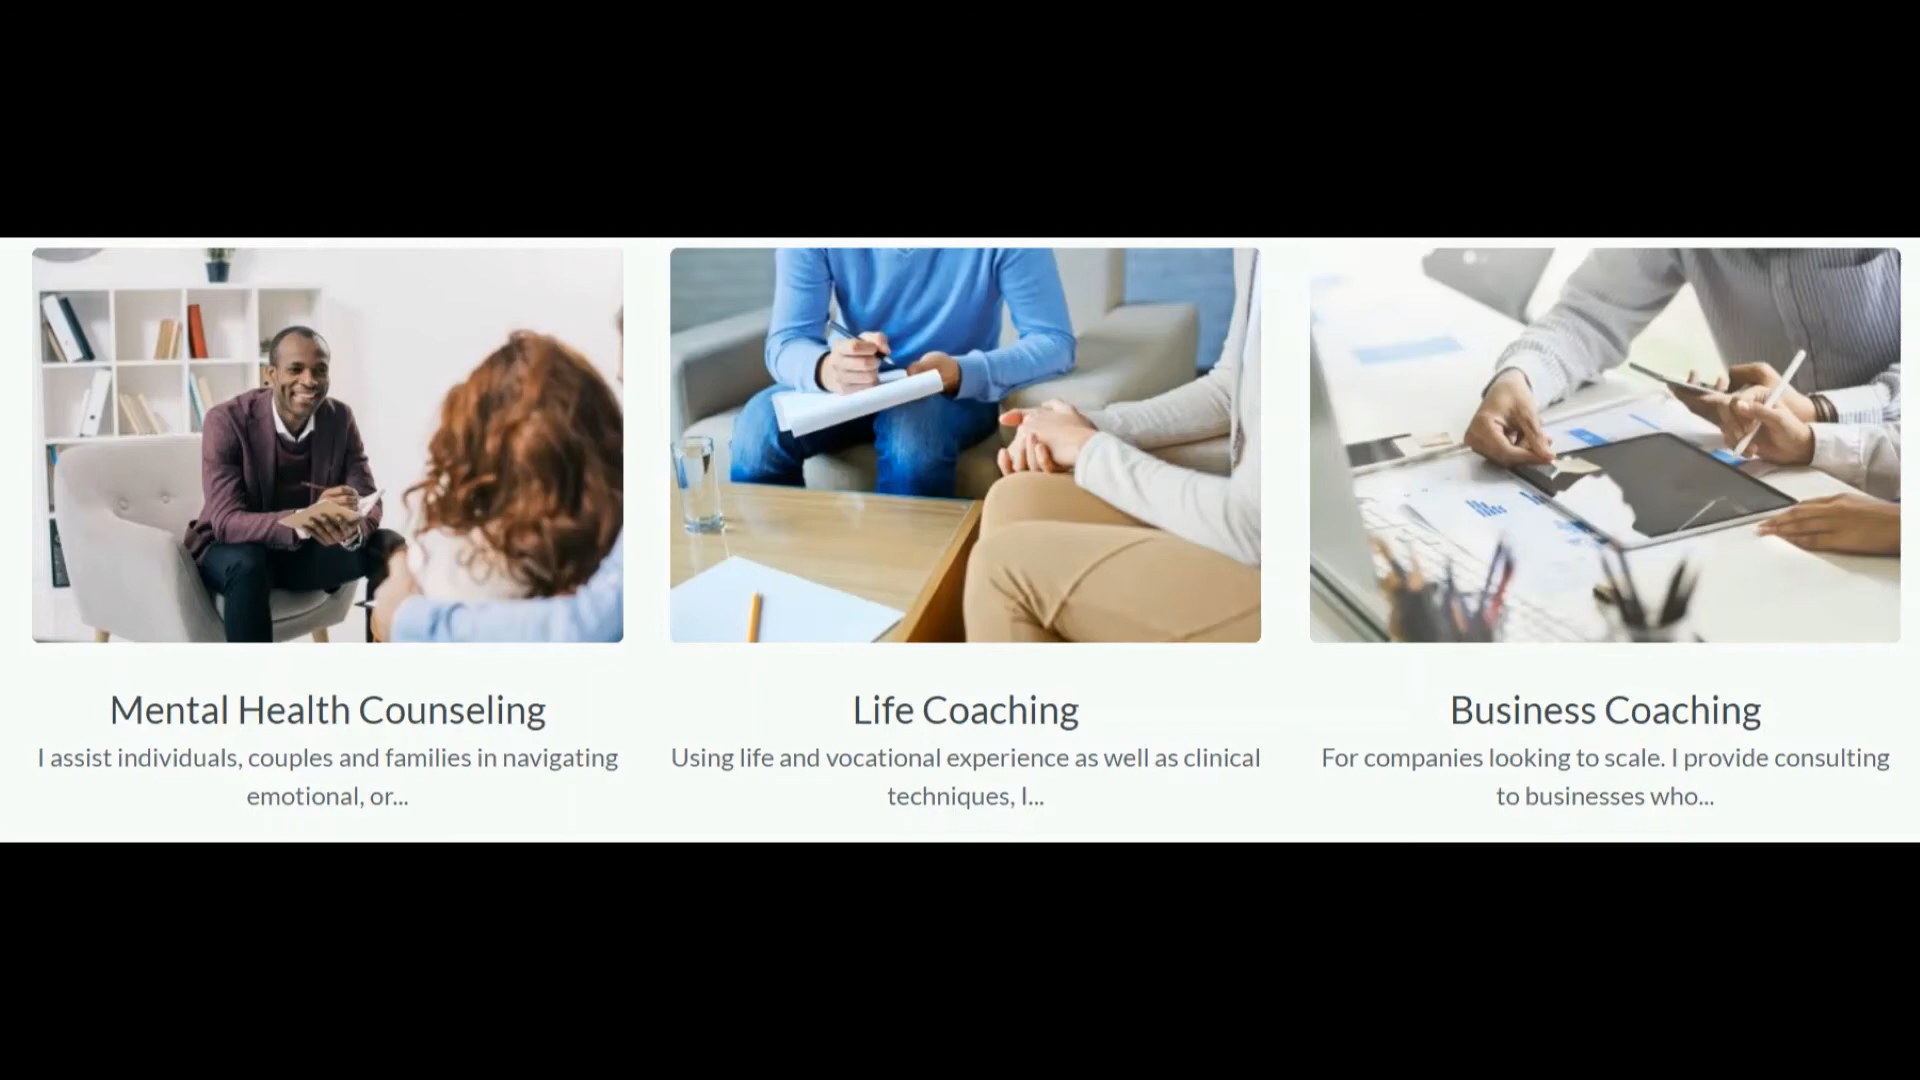 Mental Health Counseling
I assist individuals, couples and families in navigating
emotional, or...
Life Coaching
Using life and vocational experience as well as clinical
techniques, I...
Business Coaching
For companies looking to scale. I provide consulting
to businesses who...